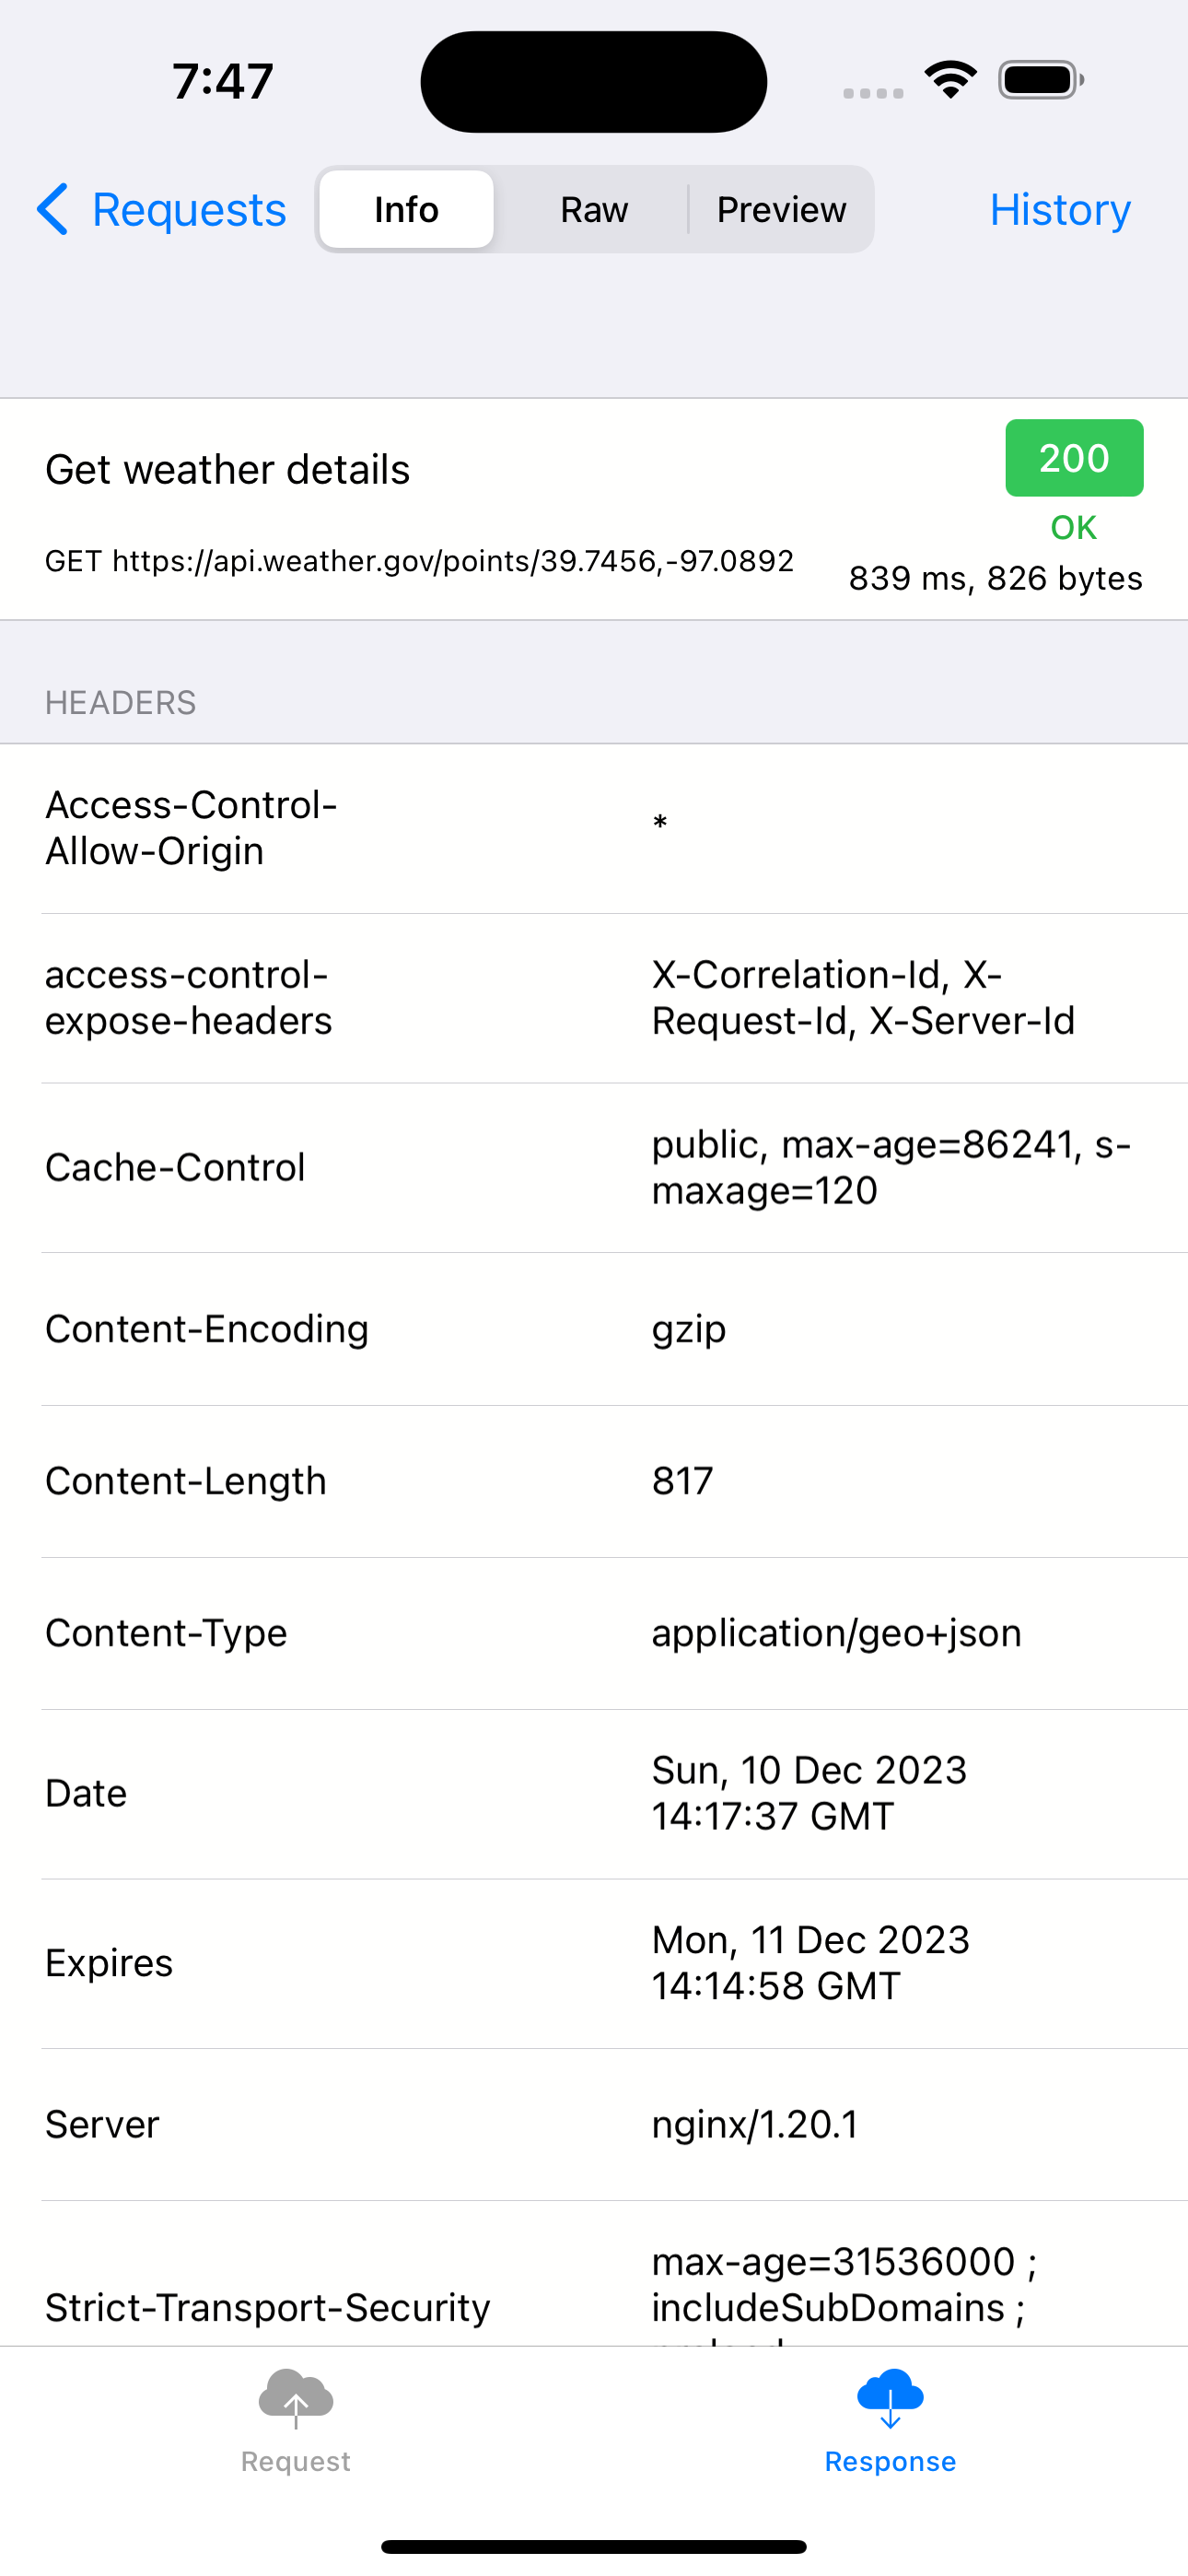 7:47
Requests
Info
Raw
Preview
History
Get weather details
200
OK
GET https://api.weather.gov/points/39.7456,-97.0892
839 ms, 826 bytes
HEADERS
Access-Control-
Allow-Origin
*
access-control-
expose-headers
X-Correlation-Id, X-
Request-Id, X-Server-Id
Cache-Control
public, max-age=86241, s-
maxage=120
Content-Encoding
gzip
Content-Length
817
Content-Type
application/geo+json
Date
Sun, 10 Dec 2023
14:17:37 GMT
Expires
Mon, 11 Dec 2023
14:14:58 GMT
Server
nginx/1.20.1
Strict-Transport-Security
max-age=31536000 ;
includeSubDomains ;
Request
Response